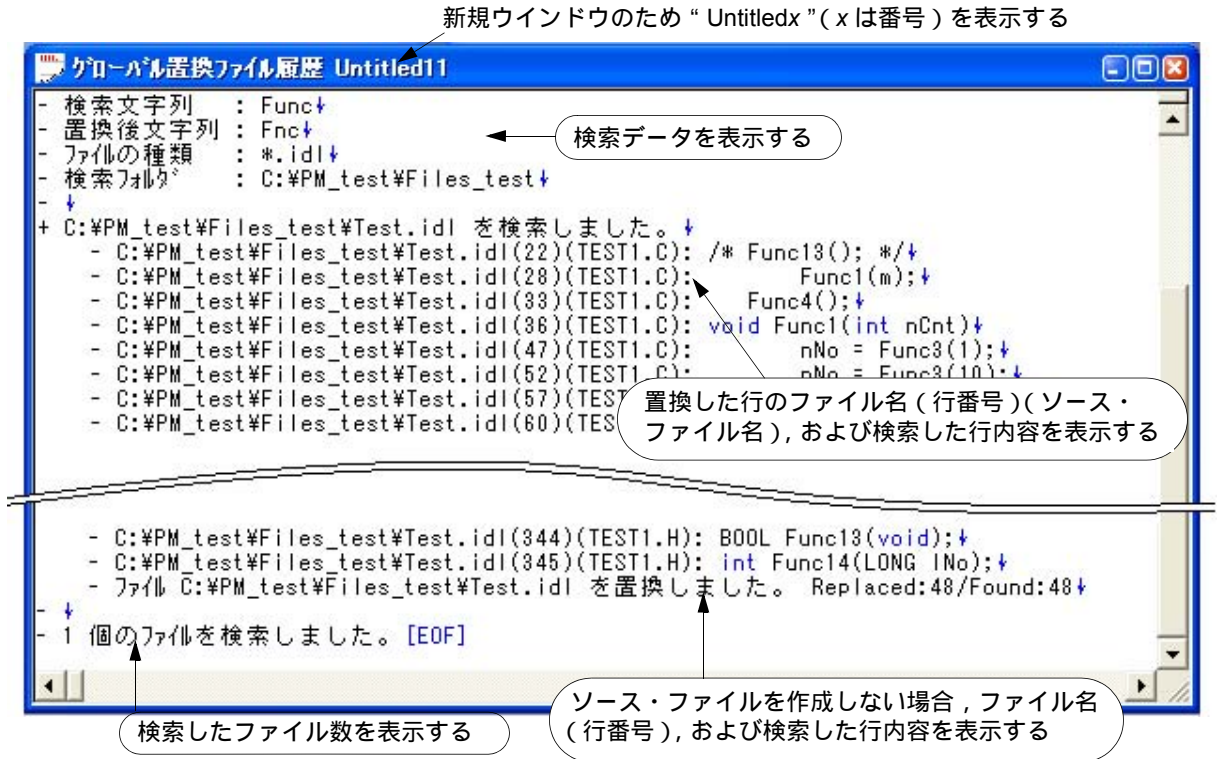 新規ウインドウのため “ Untitledx ”( x は番号 ) を表示する
グローバル置換ファイル履歴 Untitled11
- 検索文字列 : Func↓
- 置換後文字列 : Fnc↓
検索データを表示する
- ファイルの種類 : *.idl↓
- 検索フォルダ : C:¥PM_test¥Files_test↓
- ↓
+ C:¥PM_test¥Files_test¥Test.idl を検索しました。↓
- C:¥PM_test¥Files_test¥Test.idl(22)(TEST1.C): /* Func13(); */↓
- C:¥PM_test¥Files_test¥Test.idl(28)(TEST1.C): Func1(m);↓
- C:¥PM_test¥Files_test¥Test.idl(33)(TEST1.C): Func4();↓
- C:¥PM_test¥Files_test¥Test.idl(36)(TEST1.C): void Func1(int nCnt)↓
- C:¥PM_test¥Files_test¥Test.idl(47)(TEST1.C): nNo = Func3(1);↓
- C:¥PM_test¥Files_test¥Test.idl(52)(TEST1.C): nNo = Func3(10);↓
- C:¥PM_test¥Files_test¥Test.idl(57)(TEST
- C:¥PM_test¥Files_test¥Test.idl(60)(TES
置換した行のファイル名 ( 行番号 )( ソース・
ファイル名 ), および検索した行内容を表示する
- C:¥PM_test¥Files_test¥Test.idl(344)(TEST1.H): BOOL Func13(void);↓
- C:¥PM_test¥Files_test¥Test.idl(345)(TEST1.H): int Func14(LONG lNo);↓
- ファイル C:¥PM_test¥Files_test¥Test.idl を置換しました。 Replaced:48/Found:48↓
- ↓
- 1 個のファイルを検索しました。[EOF]
検索したファイル数を表示する
ソース・ファイルを作成しない場合 , ファイル名
( 行番号 ), および検索した行内容を表示する